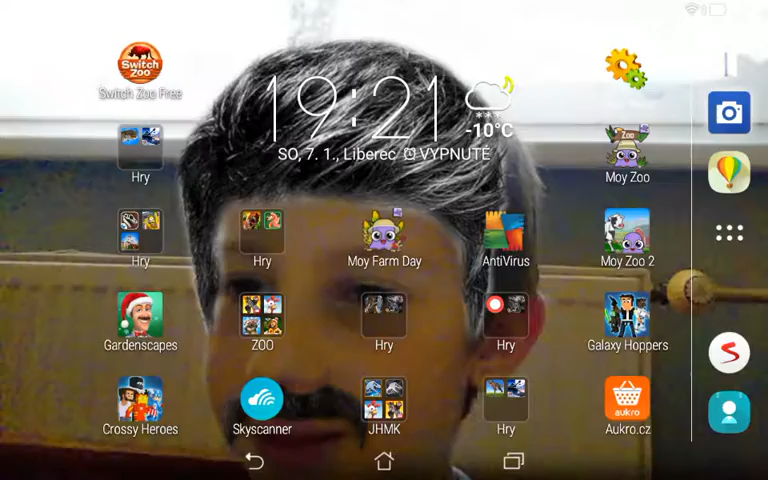 19:21
-10°C
SO, 7. 1., Liberec VYPNUTÉ
Switch Zoo
Switch Zoo Free
Hry
Zoo
Moy Zoo
Hry
Hry
Moy Farm Day
AntiVirus
Moy Zoo 2
Gardenscapes
ZOO
Hry
Hry
Galaxy Hoppers
Crossy Heroes
Skyscanner
JHMK
Hry
aukro
Aukro.cz